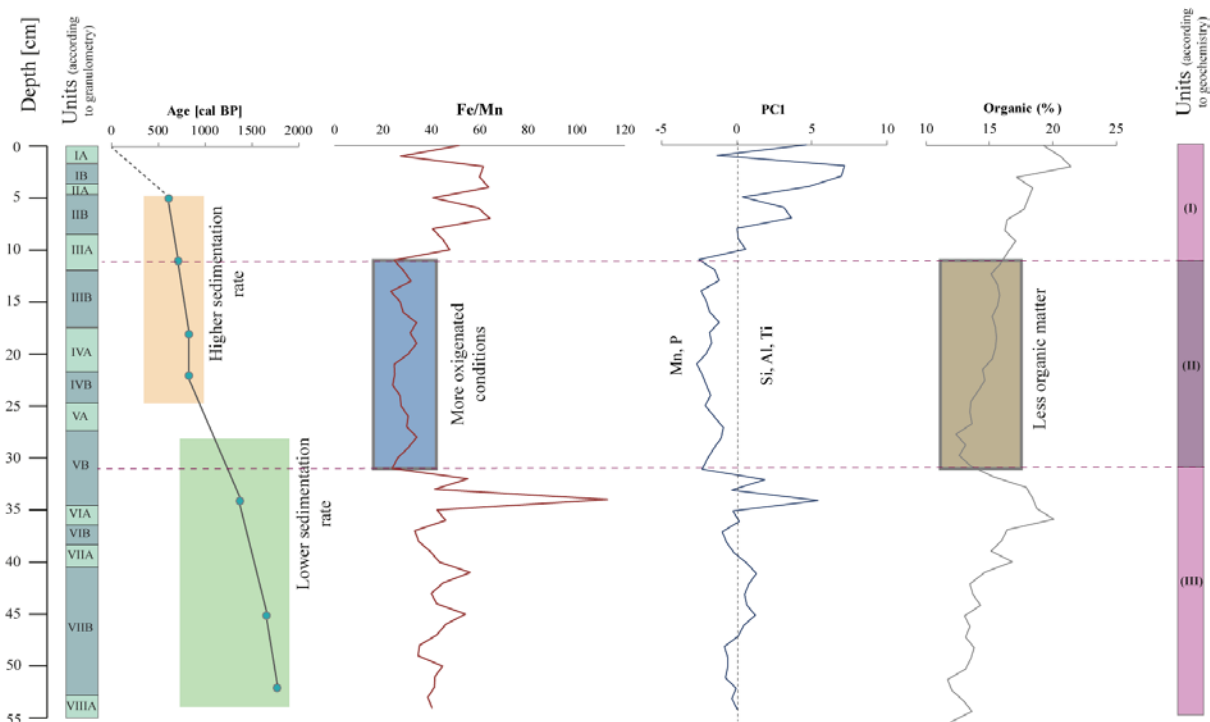 Depth [cm]
Units (according
to granulometry)
Age [cal BP]
0 500 1000 1500 2000
Fe/Mn
0 20 40 60 80 100 120
PC1
-5 0 5 10
Organic (%)
10 15 20 25
Units (according
to geochemistry)
0
5
10
15
20
25
30
35
40
45
50
55
IA
IB
IIA
IIB
IIIA
IIIB
IVA
IVB
VA
VB
VIA
VIB
VIIA
VIIB
VIIIA
Higher sedimentation
rate
Lower sedimentation
rate
More oxigenated
conditions
Mn, P
Si, Al, Ti
Less organic matter
(I)
(II)
(III)